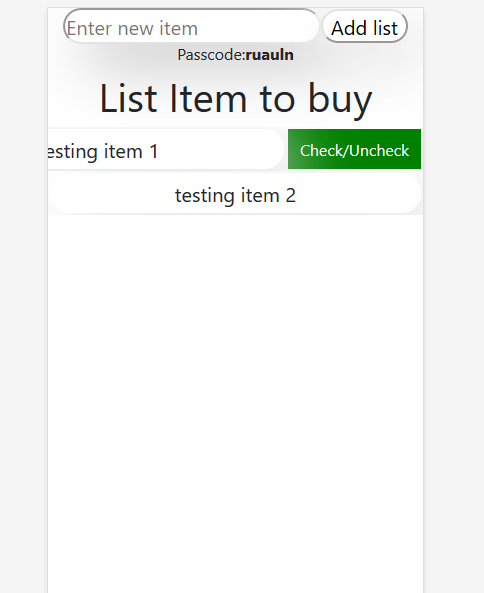 Enter new item Add list
Passcode:ruauln
List Item to buy
esting item 1 Check/Uncheck
testing item 2